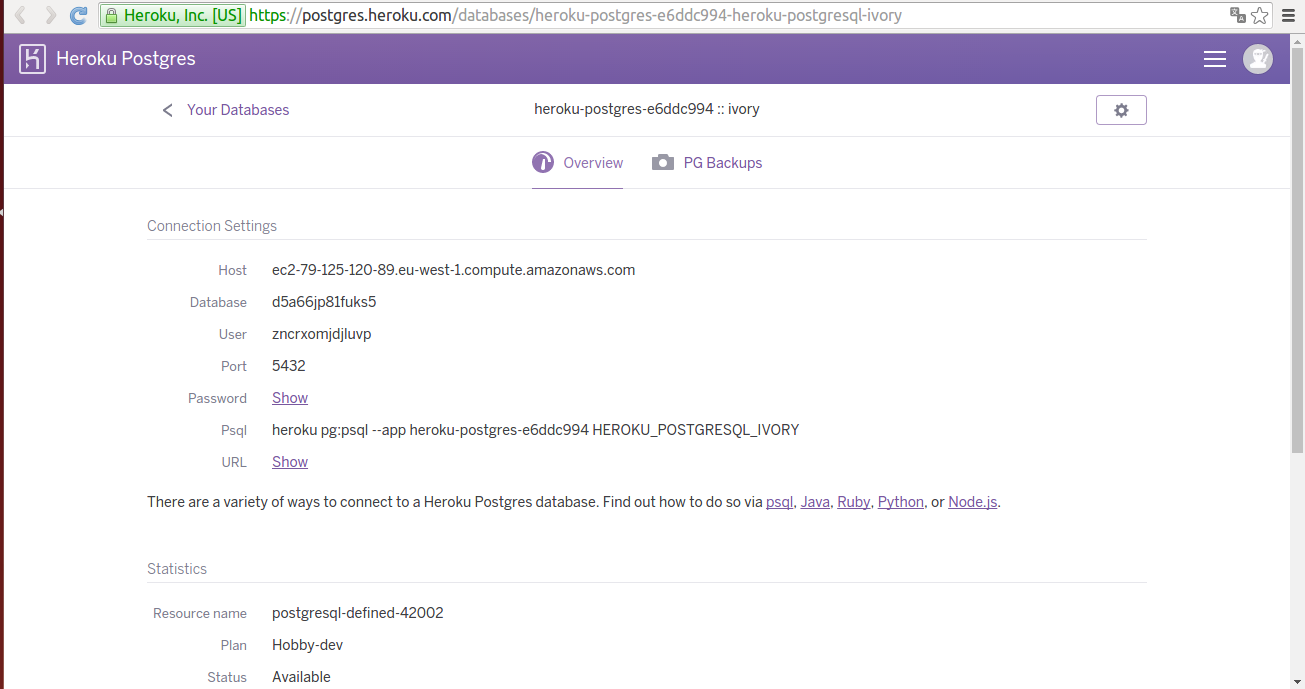 Heroku, Inc. [US] https://postgres.heroku.com/databases/heroku-postgres-e6ddc994-heroku-postgresql-ivory
Heroku Postgres
Your Databases heroku-postgres-e6ddc994 :: ivory
Overview PG Backups
Connection Settings
Host ec2-79-125-120-89.eu-west-1.compute.amazonaws.com
Database d5a66jp81fuks5
User zncrxomjdjluvp
Port 5432
Password Show
Psql heroku pg:psql --app heroku-postgres-e6ddc994 HEROKU_POSTGRESQL_IVORY
URL Show
There are a variety of ways to connect to a Heroku Postgres database. Find out how to do so via psql, Java, Ruby, Python, or Node.js.
Statistics
Resource name postgresql-defined-42002
Plan Hobby-dev
Status Available